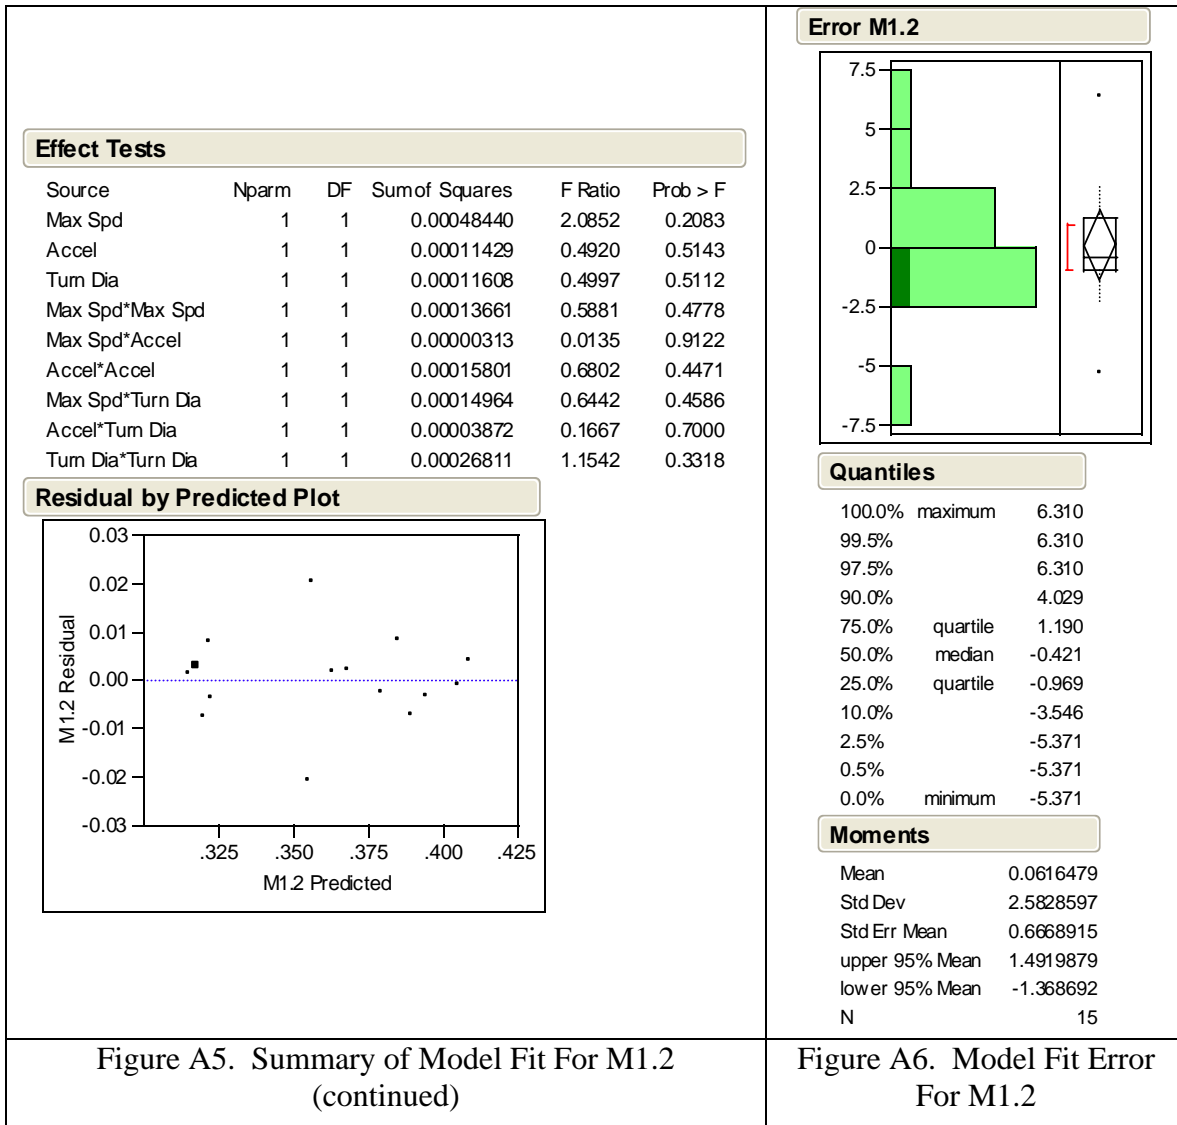 Effect Tests
Source Nparm DF Sum of Squares F Ratio Prob > F
Max Spd 1 1 0.00048440 2.0852 0.2083
Accel 1 1 0.00011429 0.4920 0.5143
Turn Dia 1 1 0.00011608 0.4997 0.5112
Max Spd*Max Spd 1 1 0.00013661 0.5881 0.4778
Max Spd*Accel 1 1 0.00000313 0.0135 0.9122
Accel*Accel 1 1 0.00015801 0.6802 0.4471
Max Spd*Turn Dia 1 1 0.00014964 0.6442 0.4586
Accel*Turn Dia 1 1 0.00003872 0.1667 0.7000
Turn Dia*Turn Dia 1 1 0.00026811 1.1542 0.3318
Residual by Predicted Plot
0.03
0.02
0.01
0.00
-0.01
-0.02
-0.03
M1.2 Residual
.325 .350 .375 .400 .425
M1.2 Predicted
Figure A5. Summary of Model Fit For M1.2
(continued)
Error M1.2
7.5
5
2.5
0
-2.5
-5
-7.5
Quantiles
100.0% maximum 6.310
99.5% 6.310
97.5% 6.310
90.0% 4.029
75.0% quartile 1.190
50.0% median -0.421
25.0% quartile -0.969
10.0% -3.546
2.5% -5.371
0.5% -5.371
0.0% minimum -5.371
Moments
Mean 0.0616479
Std Dev 2.5828597
Std Err Mean 0.6668915
upper 95% Mean 1.4919879
lower 95% Mean -1.368692
N 15
Figure A6. Model Fit Error
For M1.2